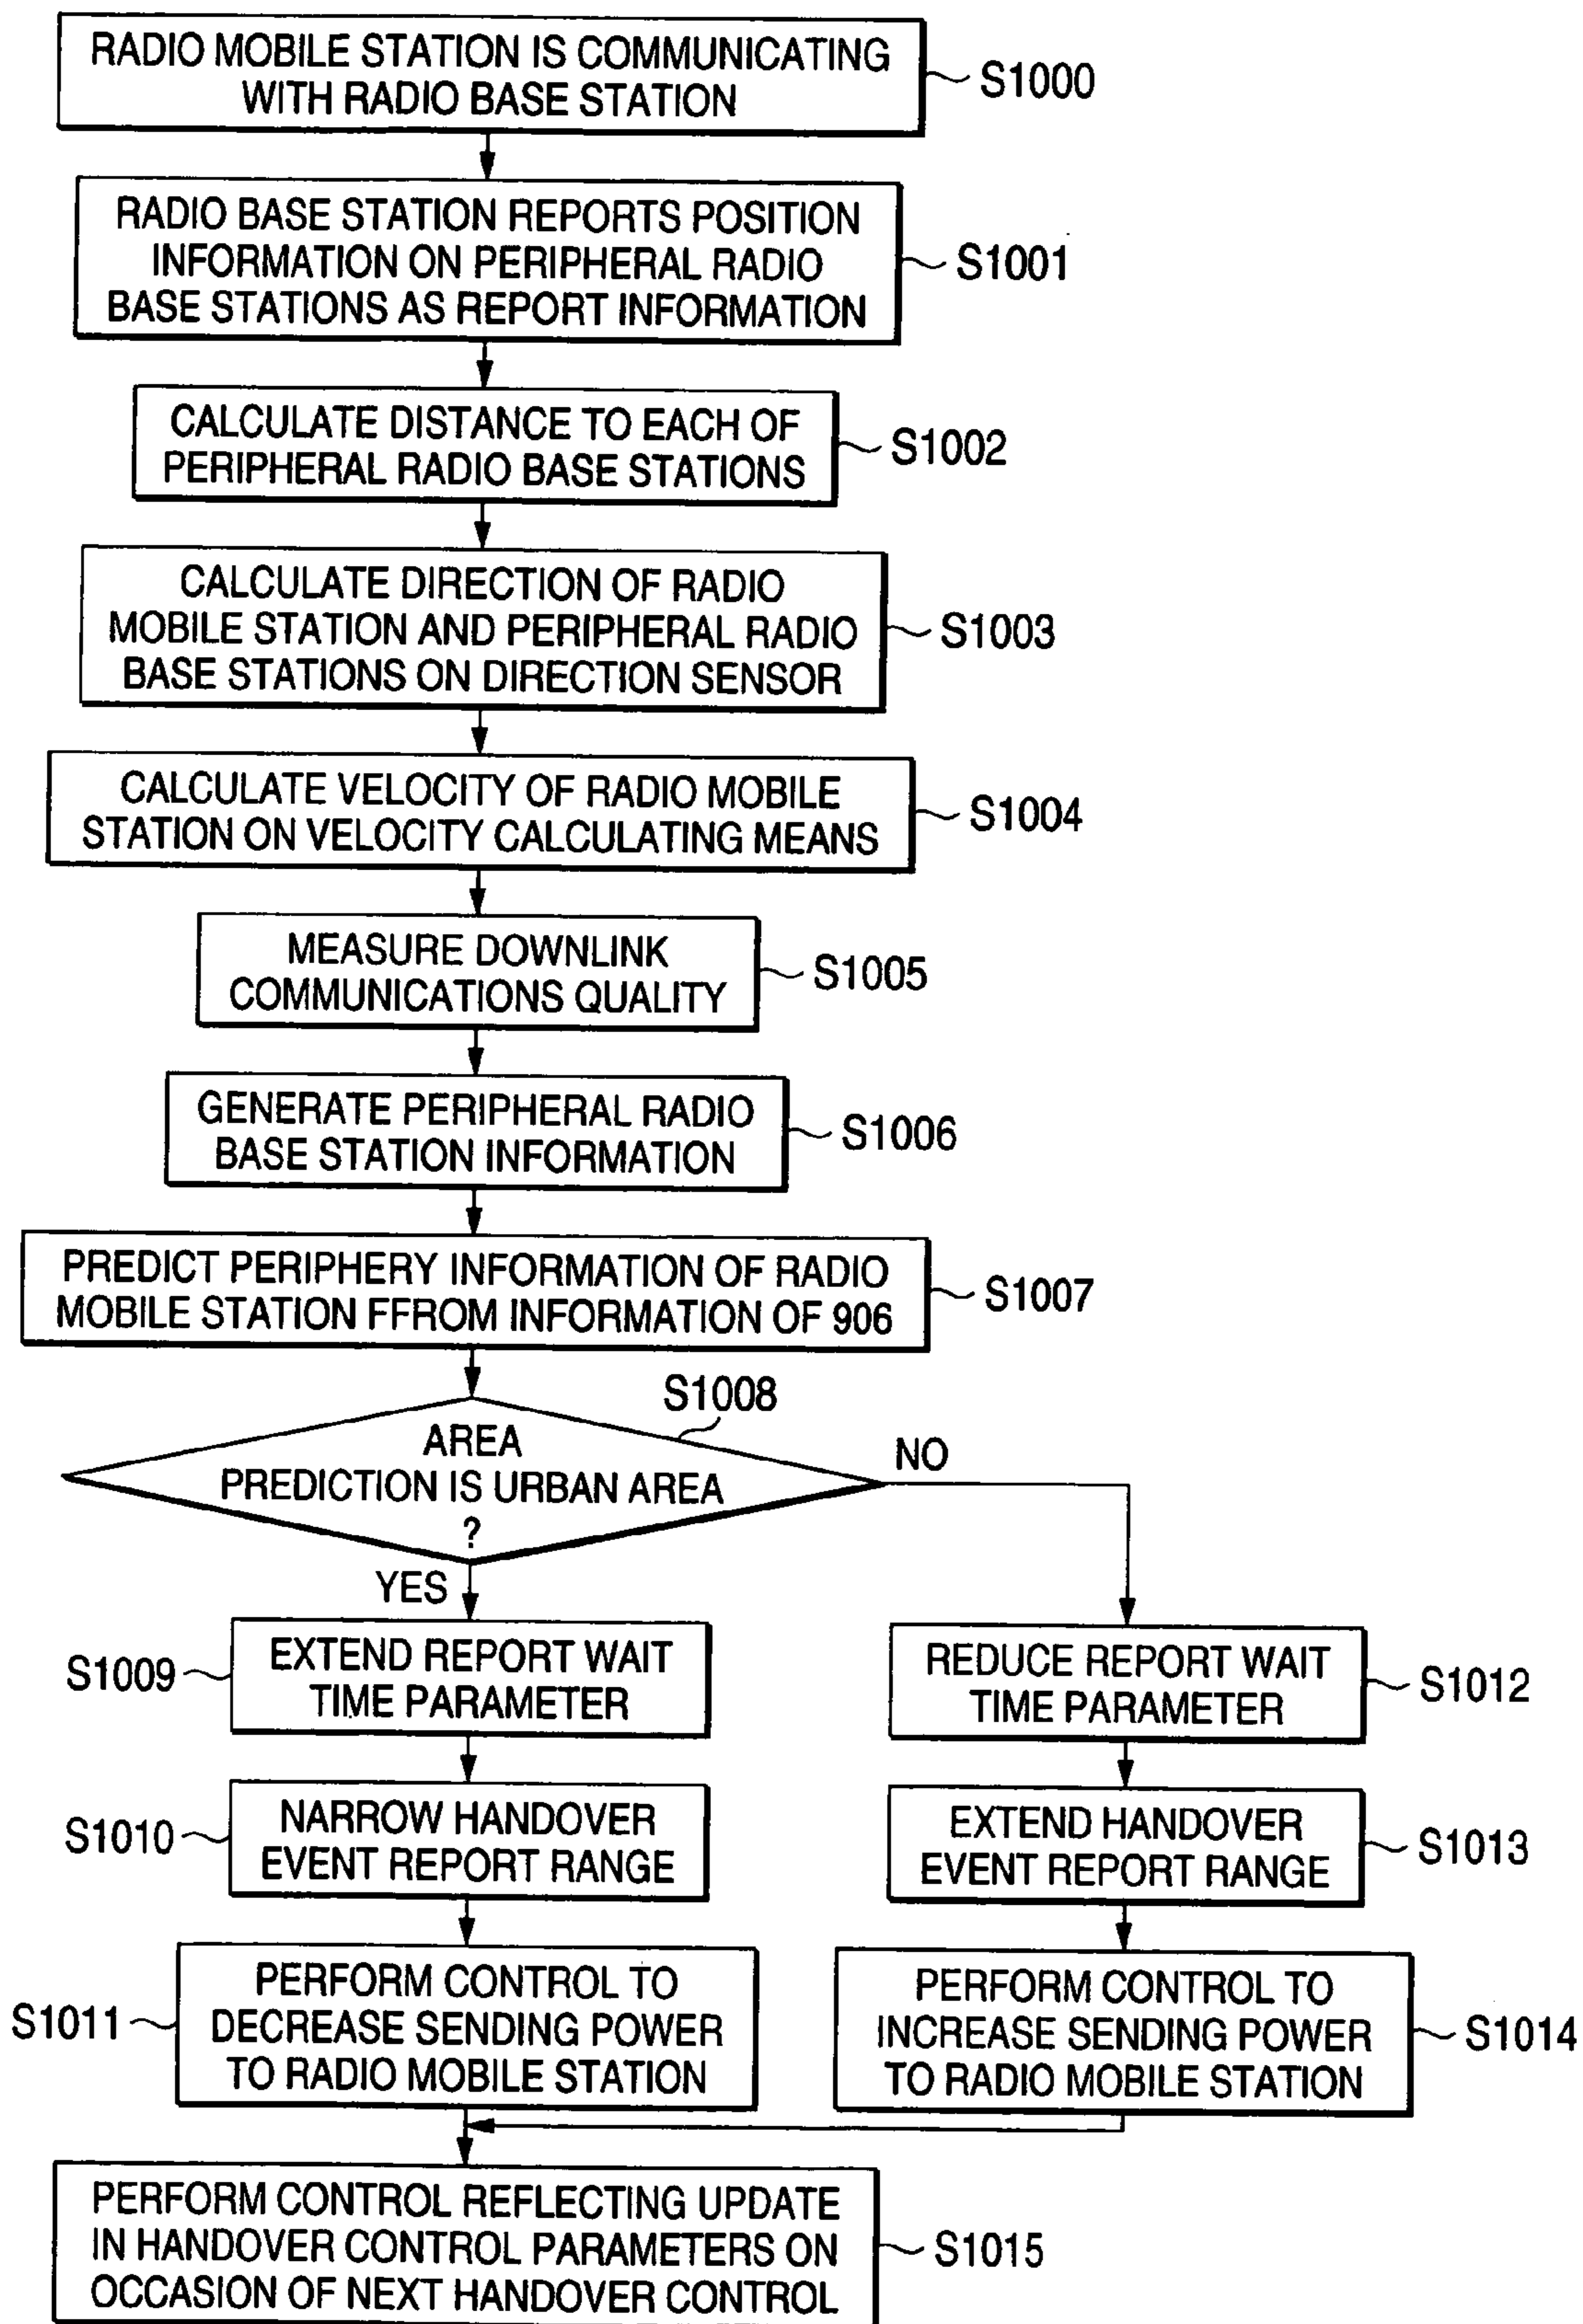 RADIO MOBILE STATION IS COMMUNICATING
WITH RADIO BASE STATION
S1000
RADIO BASE STATION REPORTS POSITION
INFORMATION ON PERIPHERAL RADIO
BASE STATIONS AS REPORT INFORMATION
S1001
CALCULATE DISTANCE TO EACH OF
PERIPHERAL RADIO BASE STATIONS
S1002
CALCULATE DIRECTION OF RADIO
MOBILE STATION AND PERIPHERAL RADIO
BASE STATIONS ON DIRECTION SENSOR
S1003
CALCULATE VELOCITY OF RADIO MOBILE
STATION ON VELOCITY CALCULATING MEANS
S1004
MEASURE DOWNLINK
COMMUNICATIONS QUALITY
S1005
GENERATE PERIPHERAL RADIO
BASE STATION INFORMATION
S1006
PREDICT PERIPHERY INFORMATION OF RADIO
MOBILE STATION FFROM INFORMATION OF 906
S1007
S1008
AREA
PREDICTION IS URBAN AREA
?
NO
YES
S1009
EXTEND REPORT WAIT
TIME PARAMETER
REDUCE REPORT WAIT
TIME PARAMETER
S1012
S1010
NARROW HANDOVER
EVENT REPORT RANGE
EXTEND HANDOVER
EVENT REPORT RANGE
S1013
S1011
PERFORM CONTROL TO
DECREASE SENDING POWER
TO RADIO MOBILE STATION
PERFORM CONTROL TO
INCREASE SENDING POWER
TO RADIO MOBILE STATION
S1014
PERFORM CONTROL REFLECTING UPDATE
IN HANDOVER CONTROL PARAMETERS ON
OCCASION OF NEXT HANDOVER CONTROL
S1015